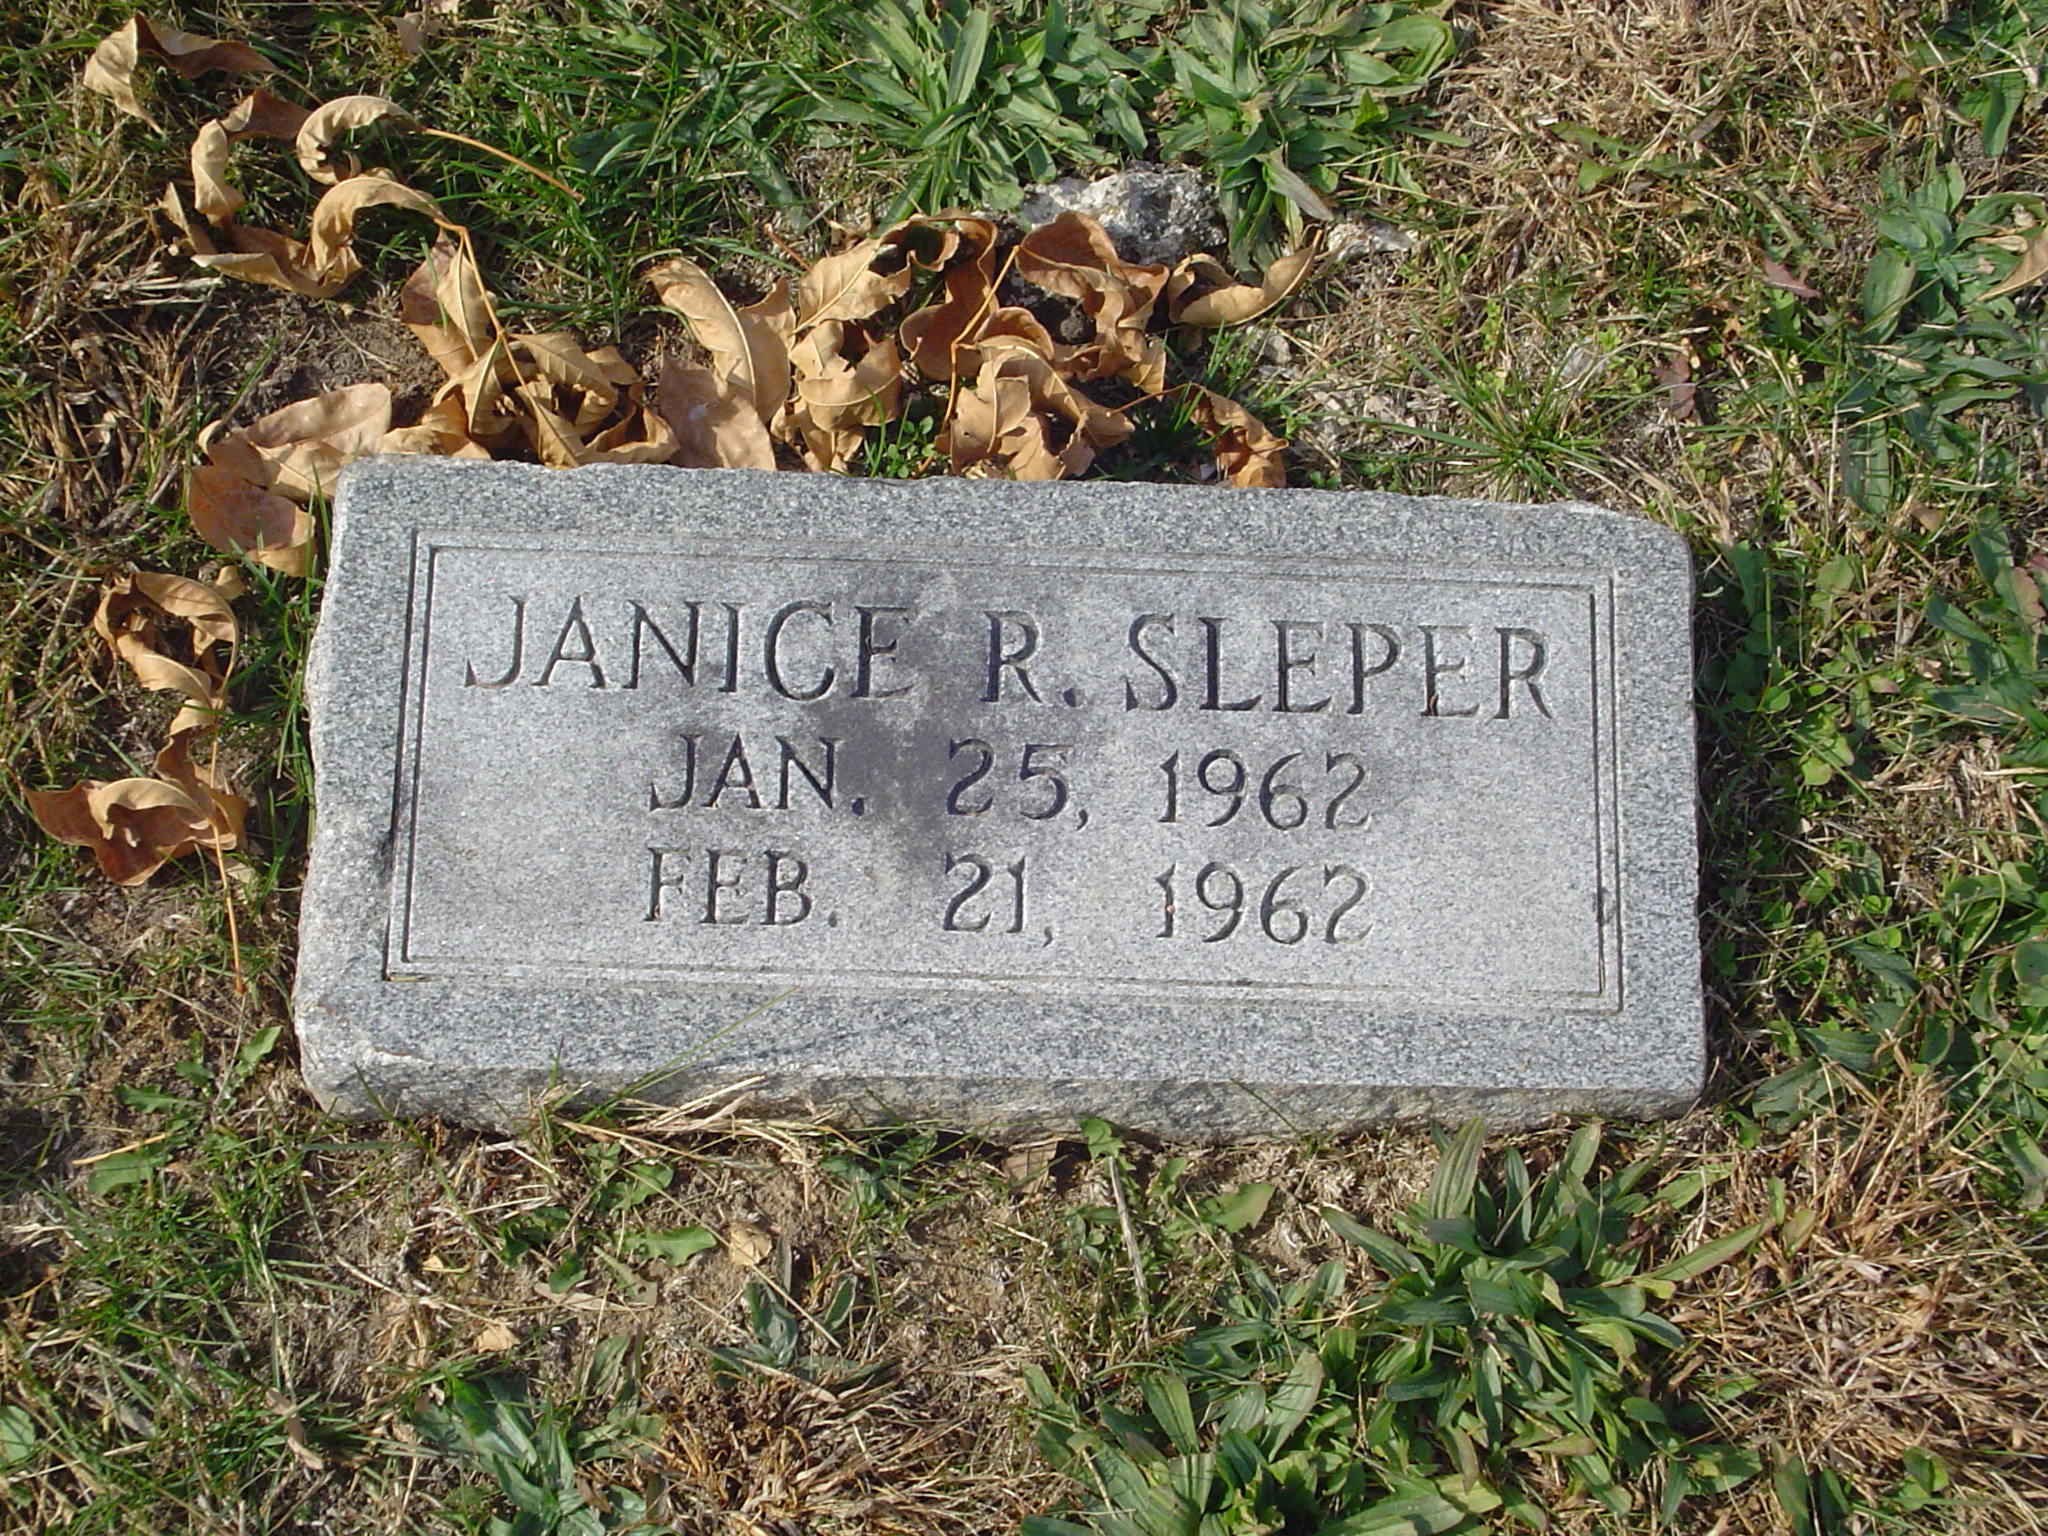 JANICE R. SLEPER
JAN. 25, 1962
FEB. 21, 1962